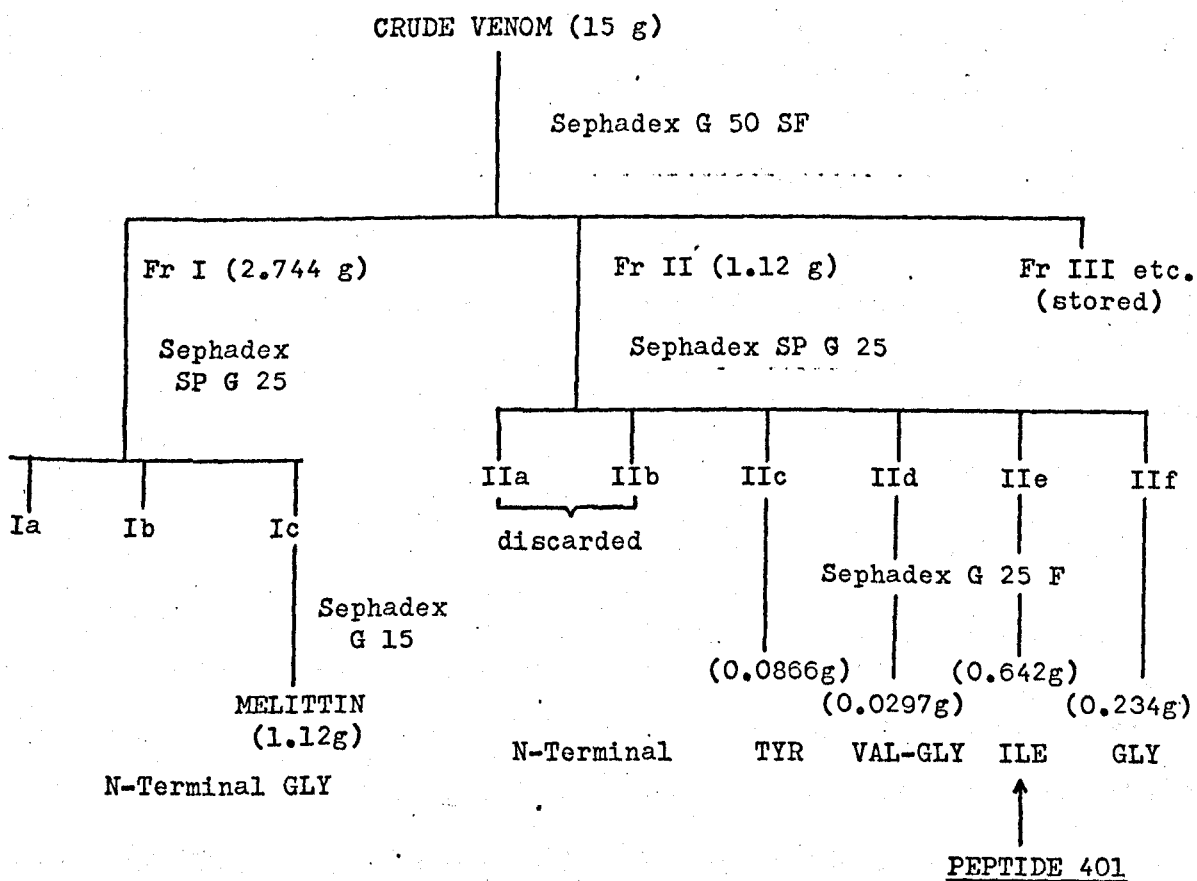 CRUDE VENOM (15 g)
Sephadex G 50 SF
Fr I (2.744 g)
Fr II (1.12 g)
Fr III etc.
(stored)
Sephadex
SP G 25
Sephadex SP G 25
Ia
Ib
Ic
IIa
IIb
IIc
IId
IIe
IIf
discarded
Sephadex G 25 F
Sephadex
G 15
MELITTIN
(1.12g)
(0.0866g)
(0.0297g)
(0.642g)
(0.234g)
N-Terminal GLY
N-Terminal TYR VAL-GLY ILE GLY
PEPTIDE 401